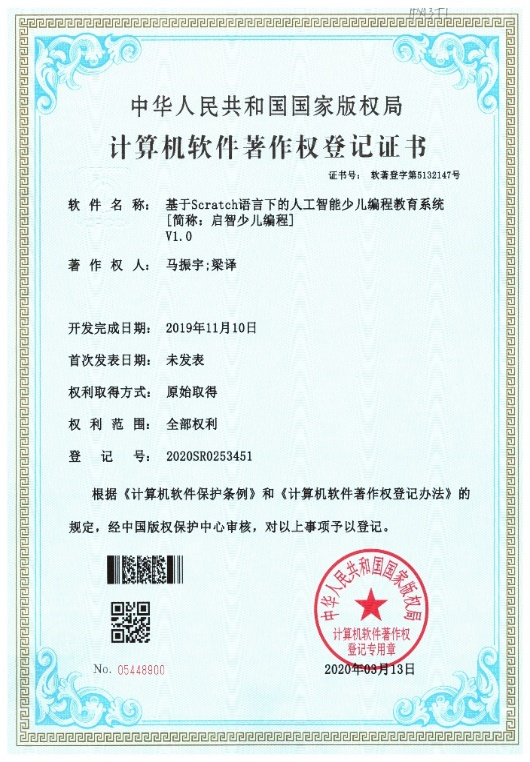 中华人民共和国国家版权局
计算机软件著作权登记证书
证书号： 软著登字第5132147号
软件名称： 基于Scratch语言下的人工智能少儿编程教育系统
[简称：启智少儿编程]
V1.0
著作权人： 马振宇;梁译
开发完成日期： 2019年11月10日
首次发表日期： 未发表
权利取得方式： 原始取得
权利范围： 全部权利
登记号： 2020SR0253451
根据《计算机软件保护条例》和《计算机软件著作权登记办法》的
规定，经中国版权保护中心审核，对以上事项予以登记。
中华人民共和国国家版权局
计算机软件著作权
登记专用章
No. 05448900
2020年03月13日